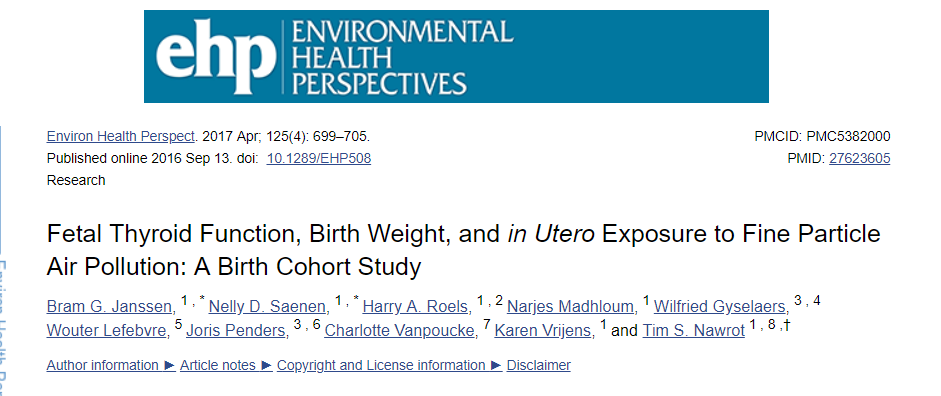 ehp ENVIRONMENTAL
HEALTH
PERSPECTIVES
Environ Health Perspect. 2017 Apr; 125(4): 699–705.
PMCID: PMC5382000
Published online 2016 Sep 13. doi: 10.1289/EHP508
PMID: 27623605
Research
Fetal Thyroid Function, Birth Weight, and in Utero Exposure to Fine Particle
Air Pollution: A Birth Cohort Study
Bram G. Janssen, 1 , * Nelly D. Saenen, 1 , * Harry A. Roels, 1 , 2 Narjes Madhloum, 1 Wilfried Gyselaers, 3 , 4
Wouter Lefebvre, 5 Joris Penders, 3 , 6 Charlotte Vanpoucke, 7 Karen Vrijens, 1 and Tim S. Nawrot 1 , 8 ,†
Author information ► Article notes ► Copyright and License information ► Disclaimer